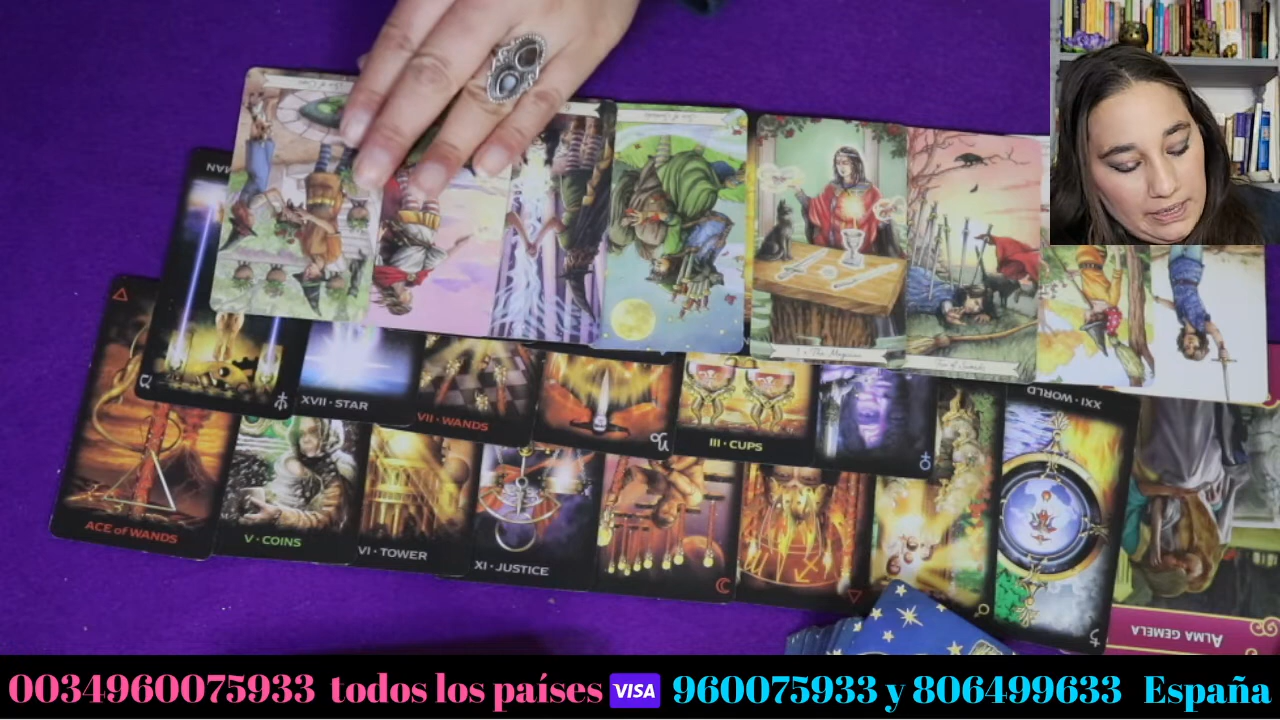 MAN
I • The Magician
Ten of Swords
XVII • STAR
VII • WANDS
III • CUPS
XXI • WORLD
ACE of WANDS
V • COINS
VI • TOWER
XI • JUSTICE
ALMA GEMELA
0034960075933 todos los países VISA 960075933 y 806499633 España